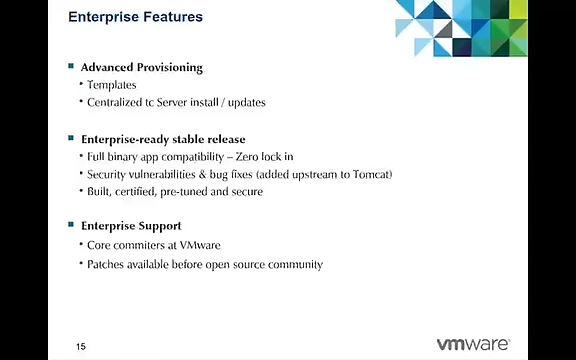 Enterprise Features
Advanced Provisioning
Templates
Centralized tc Server install / updates
Enterprise-ready stable release
Full binary app compatibility – Zero lock in
Security vulnerabilities & bug fixes (added upstream to Tomcat)
Built, certified, pre-tuned and secure
Enterprise Support
Core commiters at VMware
Patches available before open source community
15
vmware®